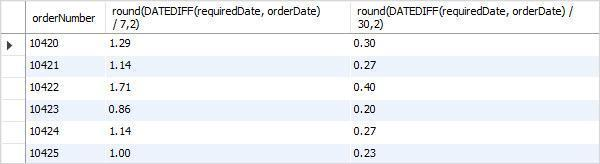 orderNumber round(DATEDIFF(requiredDate, orderDate) / 7,2) round(DATEDIFF(requiredDate, orderDate) / 30,2)
10420 1.29 0.30
10421 1.14 0.27
10422 1.71 0.40
10423 0.86 0.20
10424 1.14 0.27
10425 1.00 0.23